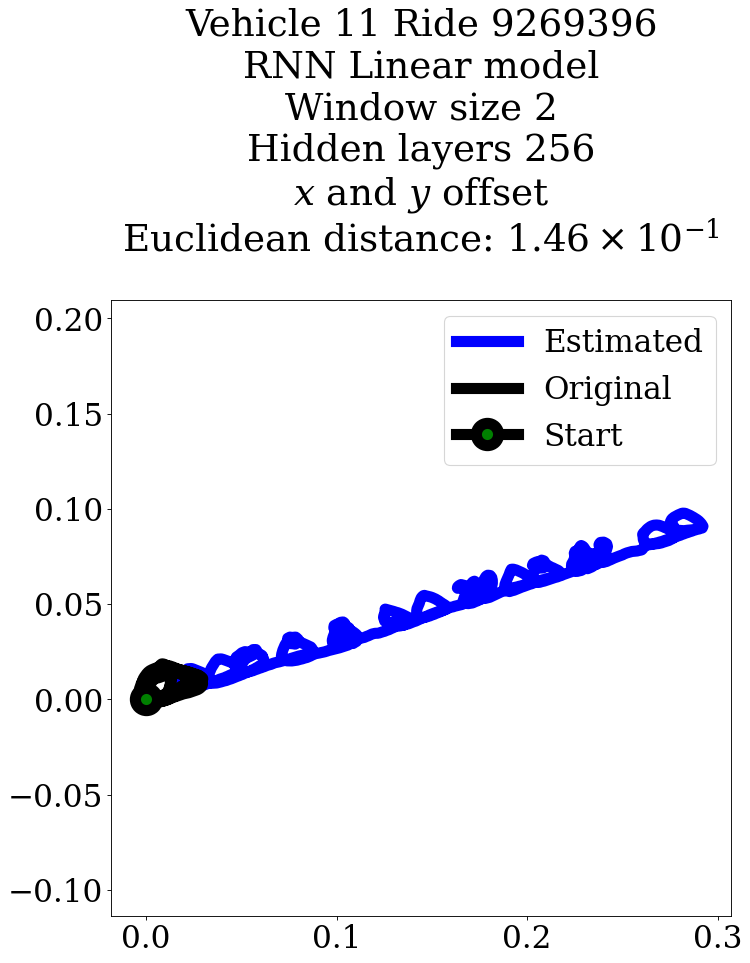 Vehicle 11 Ride 9269396
RNN Linear model
Window size 2
Hidden layers 256
x and y offset
Euclidean distance: 1.46 × 10⁻¹
Estimated
Original
Start
0.20
0.15
0.10
0.05
0.00
−0.05
−0.10
0.0 0.1 0.2 0.3